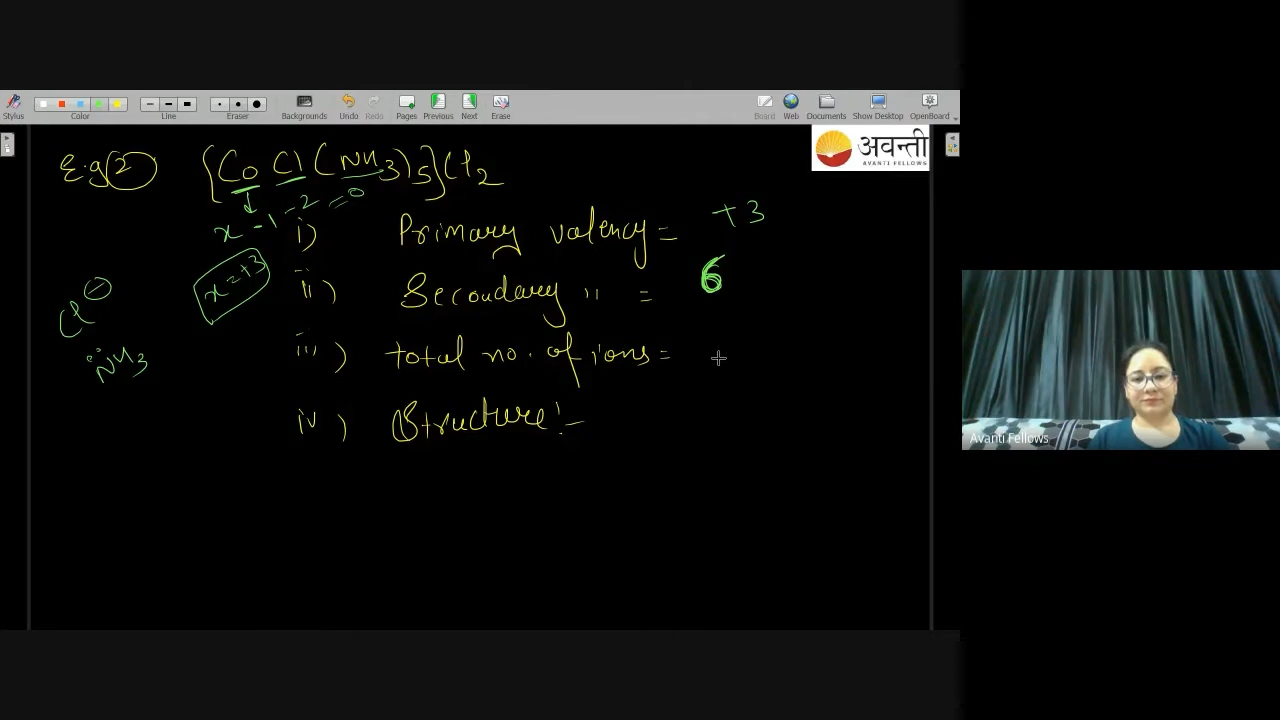 Stylus Color Line Eraser Backgrounds Undo Redo Pages Previous Next Erase Board Web Documents Show Desktop OpenBoard
अवन्ती
AVANTI FELLOWS
E.g 2 [Co Cl (NH3)5]Cl2
x -1 -2 = 0
x = +3
i) Primary valency = +3
ii) Secondary " = 6
Cl⊖
iii) total no. of ions =
N̈H3
iv) Structure:-
Avanti Fellows